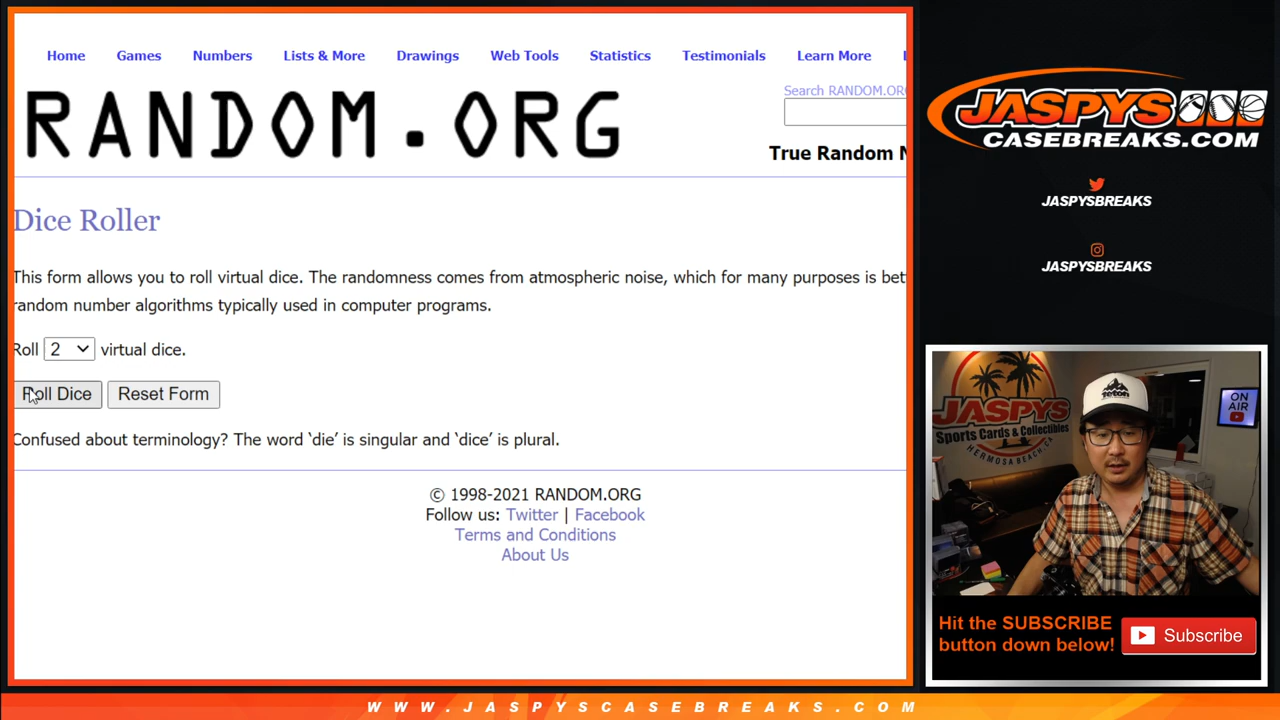 Home Games Numbers Lists & More Drawings Web Tools Statistics Testimonials Learn More
RANDOM.ORG
Search RANDOM.ORG
True Random N
Dice Roller
This form allows you to roll virtual dice. The randomness comes from atmospheric noise, which for many purposes is bet
random number algorithms typically used in computer programs.
Roll 2 virtual dice.
Roll Dice Reset Form
Confused about terminology? The word ‘die’ is singular and ‘dice’ is plural.
© 1998-2021 RANDOM.ORG
Follow us: Twitter | Facebook
Terms and Conditions
About Us
JASPYS
CASEBREAKS.COM
JASPYSBREAKS
JASPYSBREAKS
JASPYS
Sports Cards & Collectibles
HERMOSA BEACH, CA
teton
ON
AIR
Hit the SUBSCRIBE
button down below!
Subscribe
WWW.JASPYSCASEBREAKS.COM